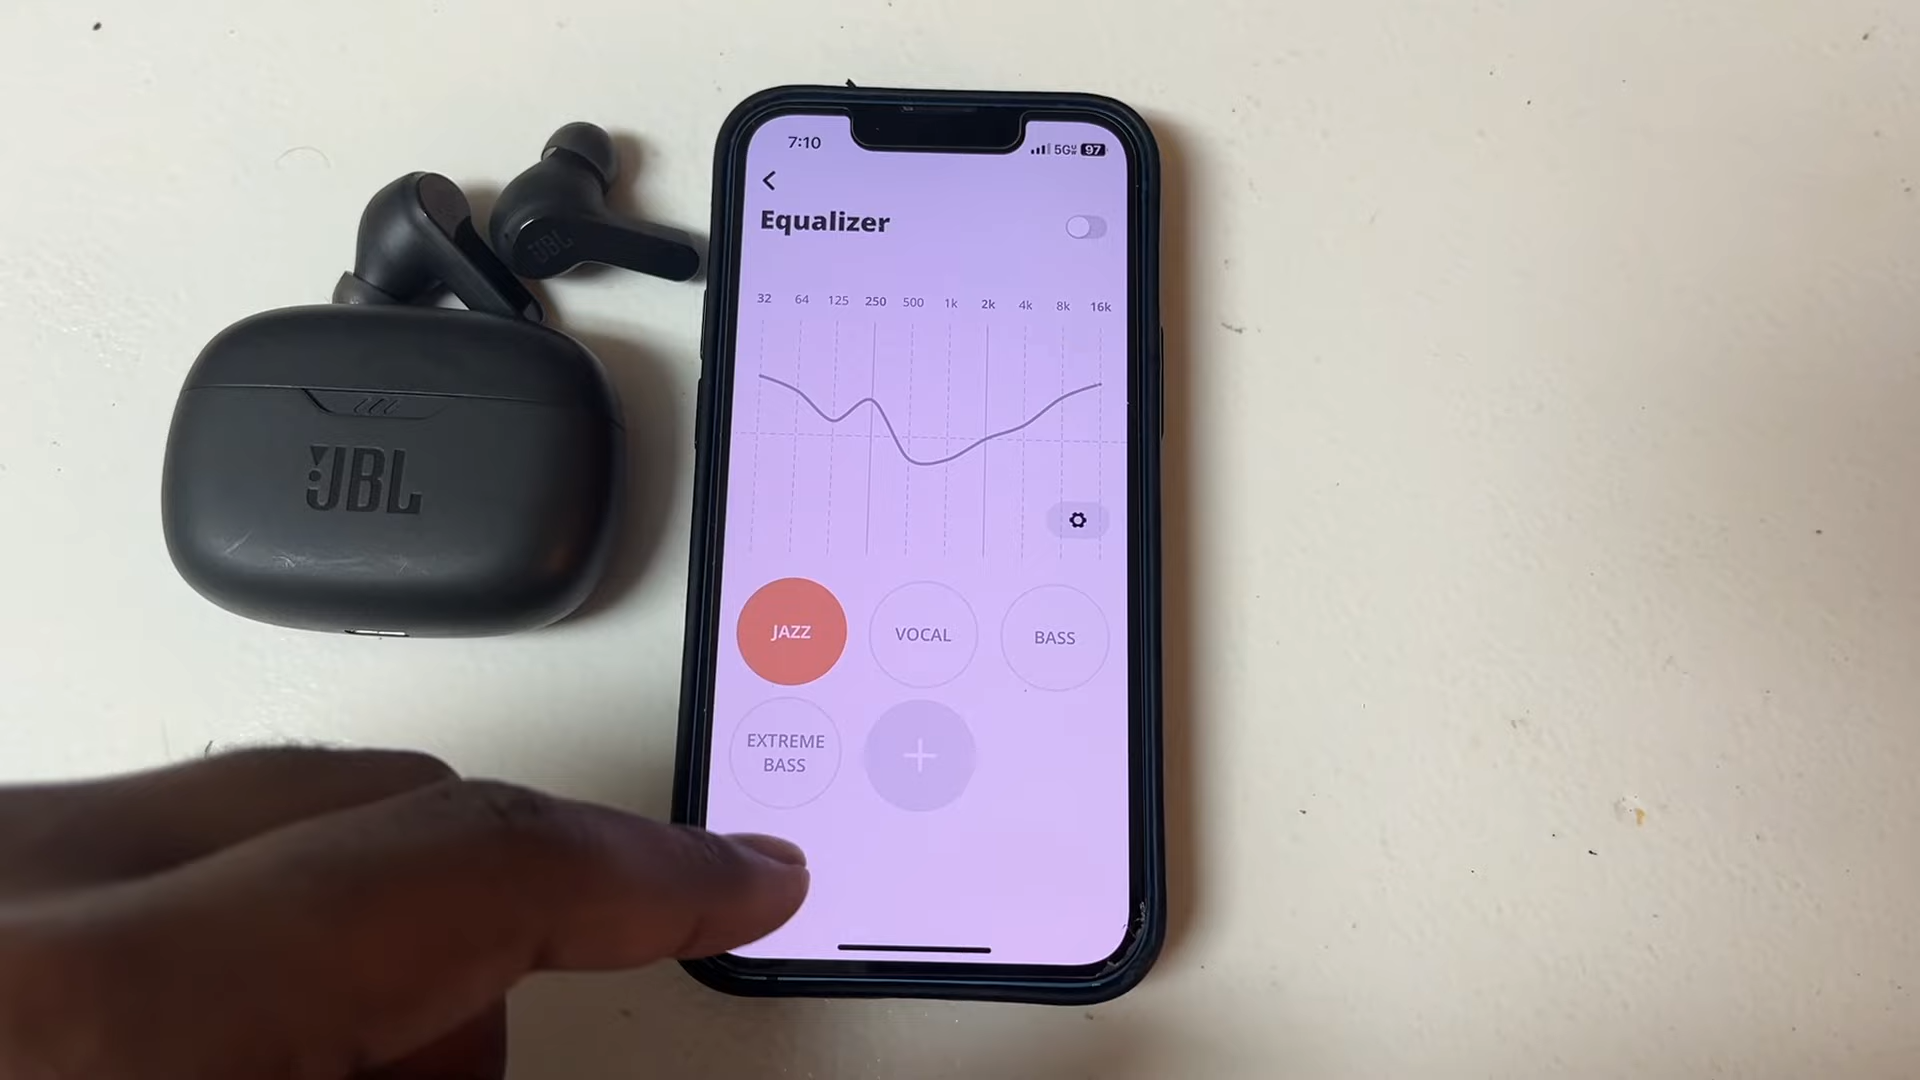 7:10 5G 97
Equalizer
32 64 125 250 500 1k 2k 4k 8k 16k
JAZZ VOCAL BASS
EXTREME
BASS
+
JBL
JBL